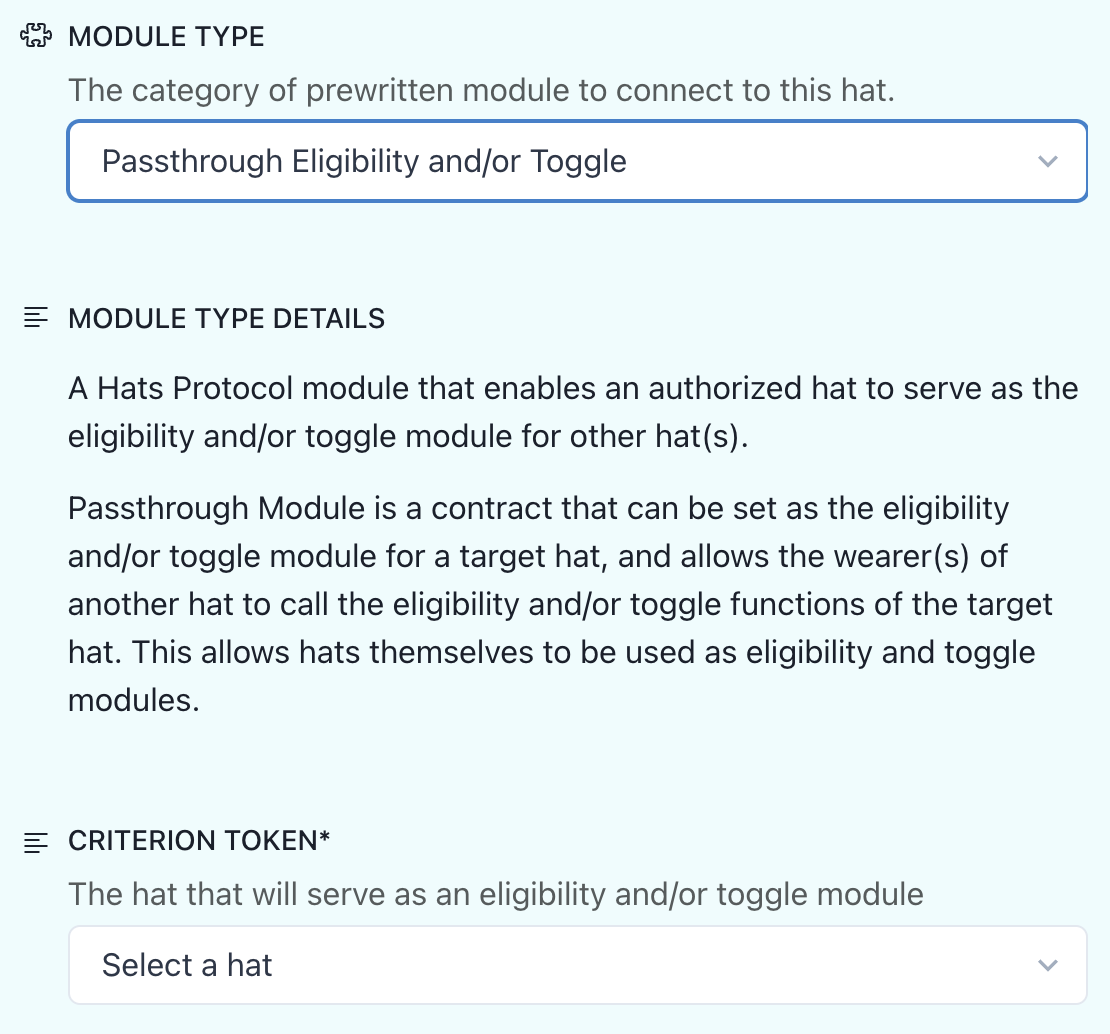 MODULE TYPE
The category of prewritten module to connect to this hat.
Passthrough Eligibility and/or Toggle
MODULE TYPE DETAILS
A Hats Protocol module that enables an authorized hat to serve as the
eligibility and/or toggle module for other hat(s).
Passthrough Module is a contract that can be set as the eligibility
and/or toggle module for a target hat, and allows the wearer(s) of
another hat to call the eligibility and/or toggle functions of the target
hat. This allows hats themselves to be used as eligibility and toggle
modules.
CRITERION TOKEN*
The hat that will serve as an eligibility and/or toggle module
Select a hat